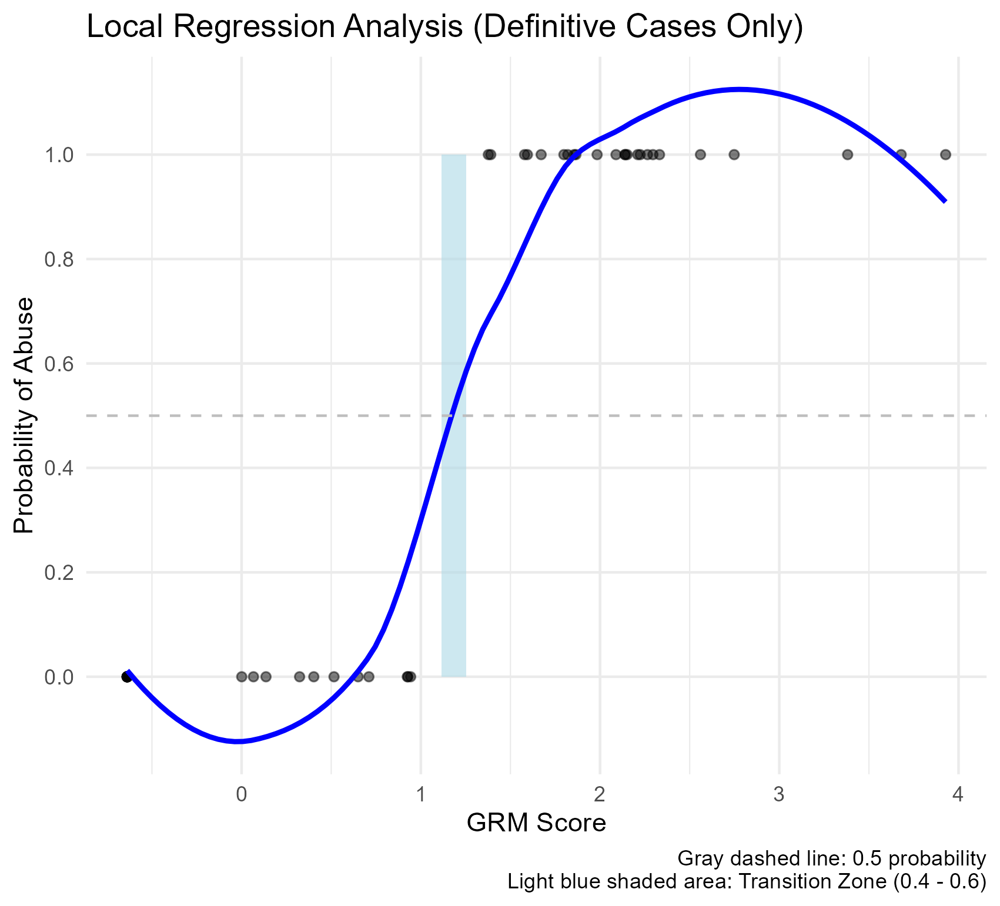 Local Regression Analysis (Definitive Cases Only)
Probability of Abuse
1.0
0.8
0.6
0.4
0.2
0.0
0 1 2 3 4
GRM Score
Gray dashed line: 0.5 probability
Light blue shaded area: Transition Zone (0.4 - 0.6)